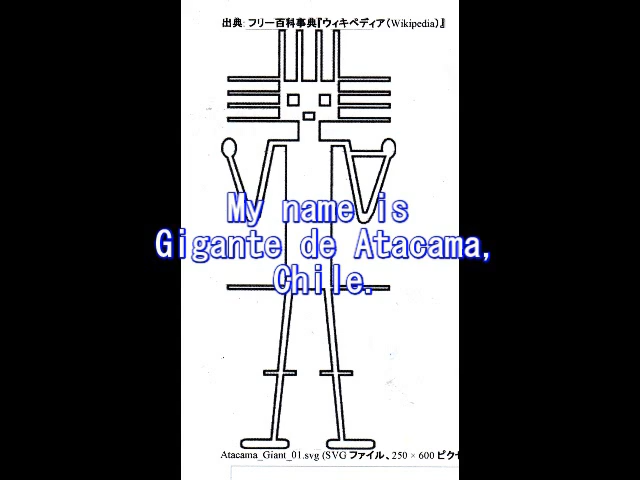 出典: フリー百科事典『ウィキペディア（Wikipedia）』
My name is
Gigante de Atacama,
Chile.
Atacama_Giant_01.svg (SVG ファイル、250 × 600 ピクセ